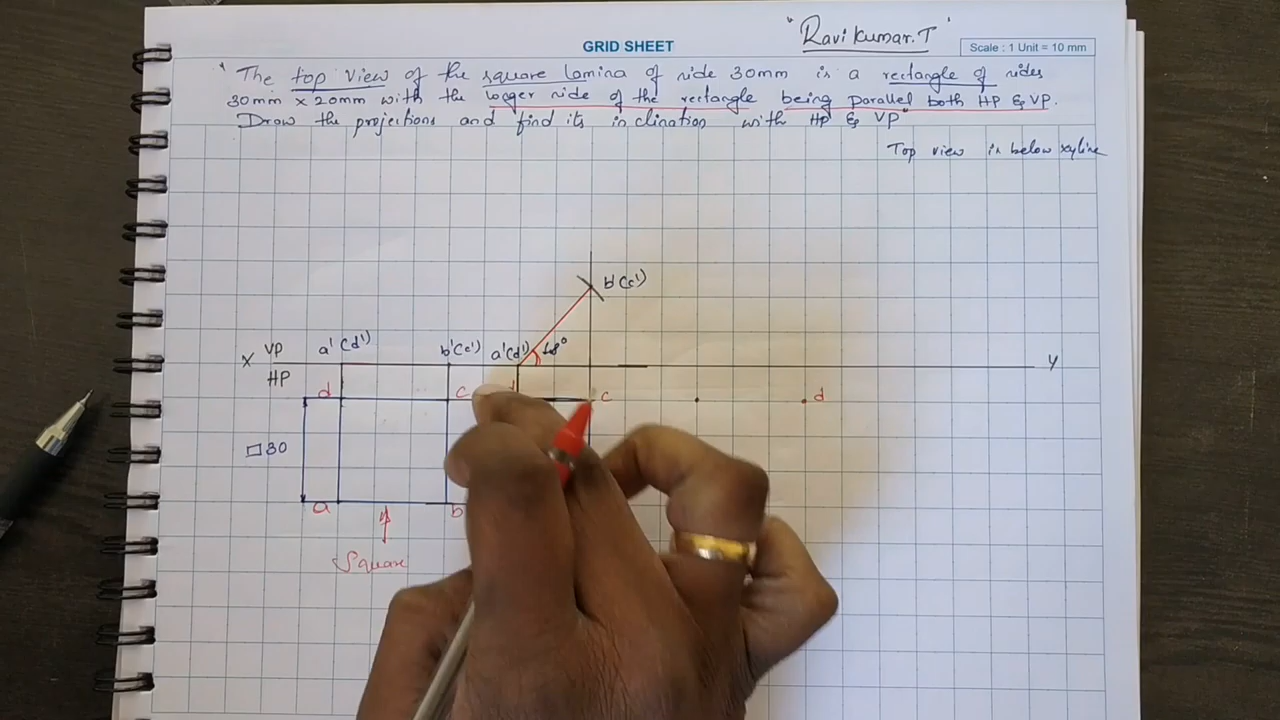 "Ravi kumar.T"
GRID SHEET
Scale : 1 Unit = 10 mm
" The top view of the square lamina of side 30mm is a rectangle of sides
30mm x 20mm with the longer side of the rectangle being parallel both HP & VP.
Draw the projections and find its inclination with HP & VP"
Top view is below xyline
b'(c')
a'(d')
b'(c')
a'(d')
48°
X
VP
Y
HP
d
c
d
c
d
□30
a
b
Square